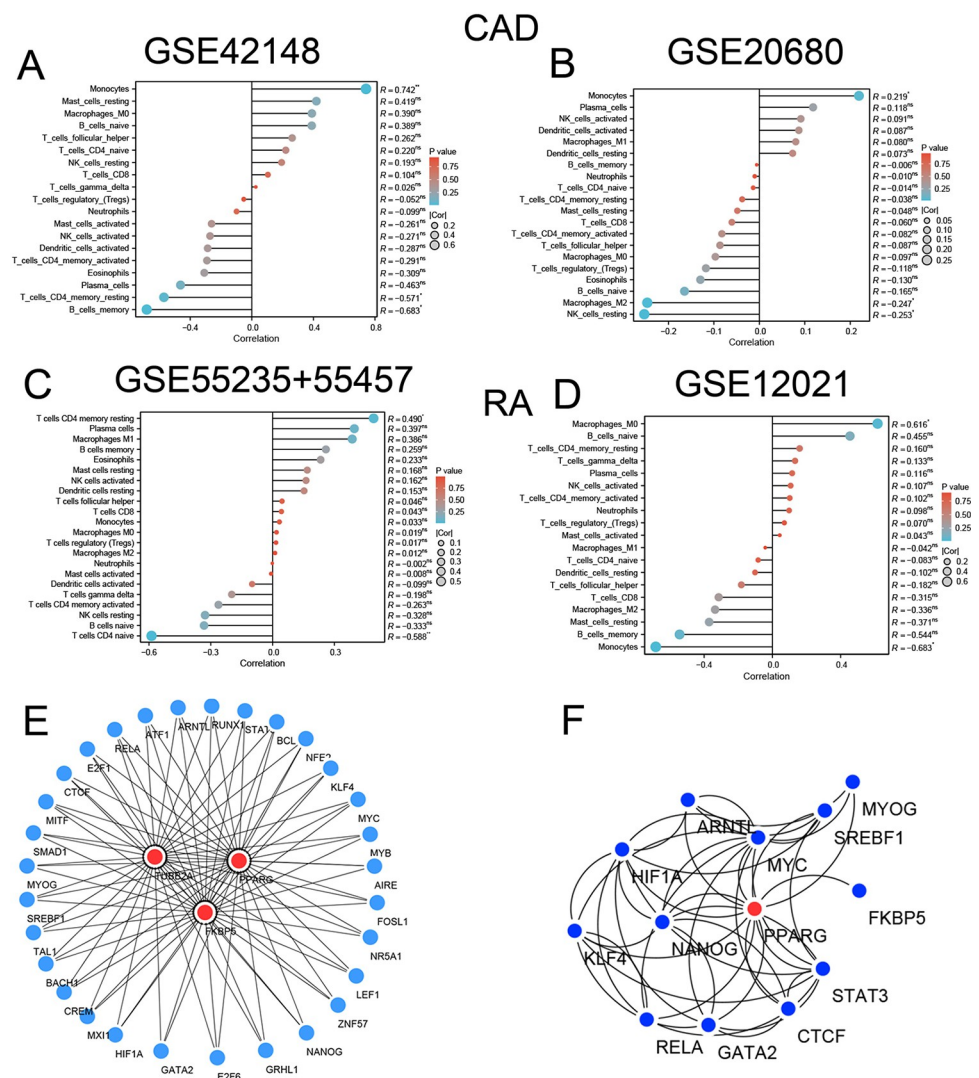 CAD
GSE42148
GSE20680
A
B
Monocytes R = 0.742**
Mast_cells_resting R = 0.419ns
Macrophages_M0 R = 0.390ns
B_cells_naive R = 0.389ns
T_cells_follicular_helper R = 0.262ns
T_cells_CD4_naive R = 0.220ns
NK_cells_resting R = 0.193ns
T_cells_CD8 R = 0.104ns
T_cells_gamma_delta R = 0.026ns
T_cells_regulatory_(Tregs) R = −0.052ns
Neutrophils R = −0.099ns
Mast_cells_activated R = −0.261ns
NK_cells_activated R = −0.271ns
Dendritic_cells_activated R = −0.287ns
T_cells_CD4_memory_activated R = −0.291ns
Eosinophils R = −0.309ns
Plasma_cells R = −0.463ns
T_cells_CD4_memory_resting R = −0.571*
B_cells_memory R = −0.683*
−0.4 0.0 0.4 0.8
Correlation
P value
0.75
0.50
0.25
|Cor|
0.2
0.4
0.6
Monocytes R = 0.219*
Plasma_cells R = 0.118ns
NK_cells_activated R = 0.091ns
Dendritic_cells_activated R = 0.087ns
Macrophages_M1 R = 0.080ns
Dendritic_cells_resting R = 0.073ns
B_cells_memory R = −0.006ns
Neutrophils R = −0.010ns
T_cells_CD4_naive R = −0.014ns
T_cells_CD4_memory_resting R = −0.038ns
Mast_cells_resting R = −0.048ns
T_cells_CD8 R = −0.060ns
T_cells_CD4_memory_activated R = −0.082ns
T_cells_follicular_helper R = −0.087ns
Macrophages_M0 R = −0.097ns
T_cells_regulatory_(Tregs) R = −0.118ns
Eosinophils R = −0.130ns
B_cells_naive R = −0.165ns
Macrophages_M2 R = −0.247*
NK_cells_resting R = −0.253*
−0.2 −0.1 0.0 0.1 0.2
Correlation
P value
0.75
0.50
0.25
|Cor|
0.05
0.10
0.15
0.20
0.25
C
GSE55235+55457
RA
D
GSE12021
T cells CD4 memory resting R = 0.490*
Plasma cells R = 0.397ns
Macrophages M1 R = 0.386ns
B cells memory R = 0.259ns
Eosinophils R = 0.233ns
Mast cells resting R = 0.168ns
NK cells activated R = 0.162ns
Dendritic cells resting R = 0.153ns
T cells follicular helper R = 0.046ns
T cells CD8 R = 0.043ns
Monocytes R = 0.033ns
Macrophages M0 R = 0.019ns
T cells regulatory (Tregs) R = 0.017ns
Macrophages M2 R = 0.012ns
Neutrophils R = −0.002ns
Mast cells activated R = −0.008ns
Dendritic cells activated R = −0.099ns
T cells gamma delta R = −0.198ns
T cells CD4 memory activated R = −0.263ns
NK cells resting R = −0.328ns
B cells naive R = −0.333ns
T cells CD4 naive R = −0.588**
−0.6 −0.3 0.0 0.3
Correlation
P value
0.75
0.50
0.25
|Cor|
0.1
0.2
0.3
0.4
0.5
Macrophages_M0 R = 0.616*
B_cells_naive R = 0.455ns
T_cells_CD4_memory_resting R = 0.160ns
T_cells_gamma_delta R = 0.133ns
Plasma_cells R = 0.116ns
NK_cells_activated R = 0.107ns
T_cells_CD4_memory_activated R = 0.102ns
Neutrophils R = 0.098ns
T_cells_regulatory_(Tregs) R = 0.070ns
Mast_cells_activated R = 0.043ns
Macrophages_M1 R = −0.042ns
T_cells_CD4_naive R = −0.083ns
Dendritic_cells_resting R = −0.102ns
T_cells_follicular_helper R = −0.182ns
T_cells_CD8 R = −0.315ns
Macrophages_M2 R = −0.336ns
Mast_cells_resting R = −0.371ns
B_cells_memory R = −0.544ns
Monocytes R = −0.683*
−0.4 0.0 0.4
Correlation
P value
0.75
0.50
0.25
|Cor|
0.2
0.4
0.6
E
ARNTL
RUNX1
ATF1
STAT
BCL
RELA
NFE2
E2F1
KLF4
CTCF
MYC
MITF
MYB
SMAD1
AIRE
MYOG
TUBB2A
PPARG
FOSL1
SREBF1
FKBP5
NR5A1
TAL1
LEF1
BACH1
ZNF57
CREM
MXI1
NANOG
HIF1A
GRHL1
GATA2
E2F6
F
MYOG
ARNTL
SREBF1
MYC
HIF1A
FKBP5
PPARG
NANOG
KLF4
STAT3
CTCF
RELA
GATA2